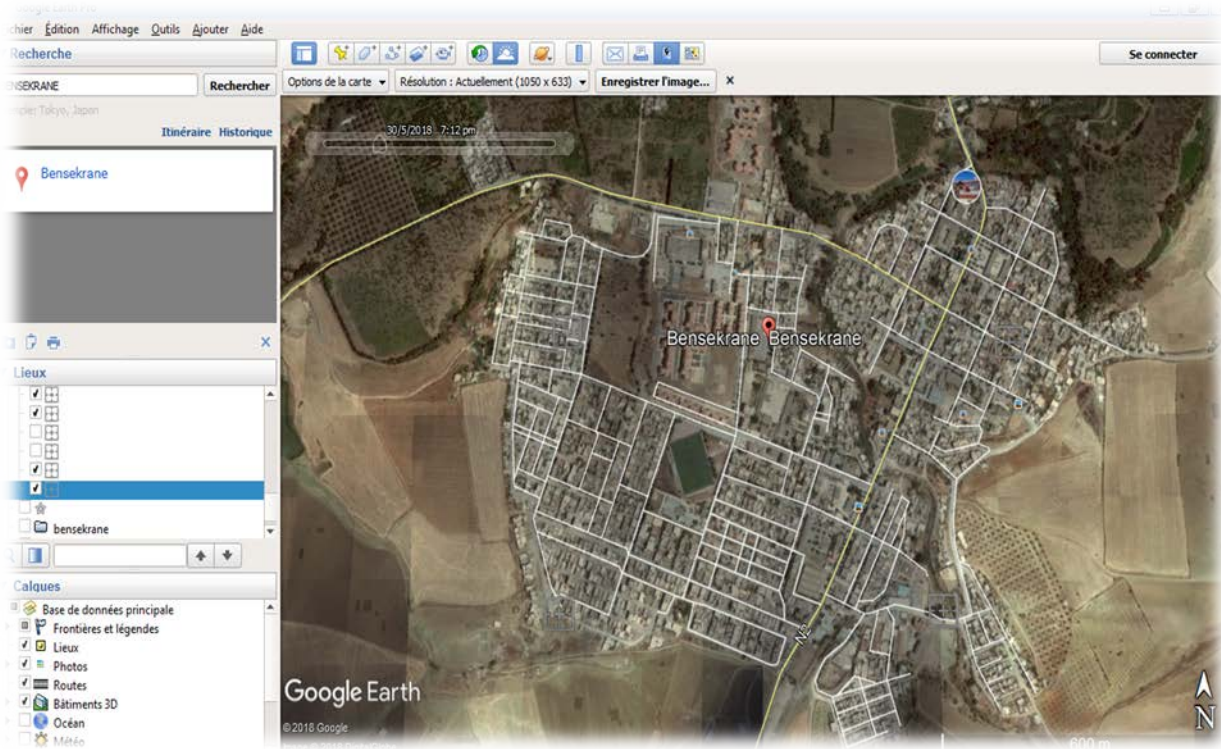 Édition Affichage Outils Ajouter Aide
Recherche
Se connecter
Rechercher
Options de la carte
Résolution : Actuellement (1050 x 633)
Enregistrer l'image...
Tokyo, Japon
Itinéraire Historique
30/5/2018 7:12 pm
Bensekrane
Bensekrane Bensekrane
Lieux
bensekrane
Calques
Base de données principale
Frontières et légendes
Lieux
Photos
Routes
Bâtiments 3D
Océan
Météo
N2
Google Earth
© 2018 Google
N
600 m